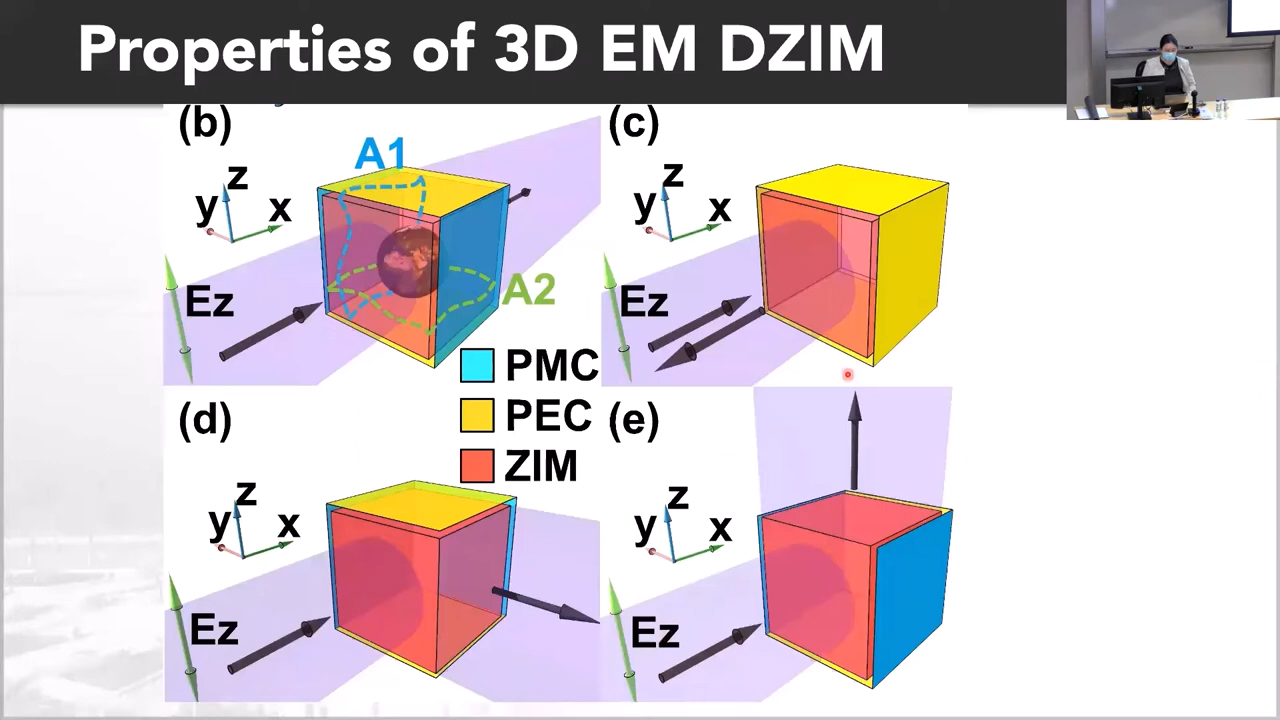 Properties of 3D EM DZIM
(b)
A1
z
y
x
A2
Ez
PMC
PEC
ZIM
(c)
z
y
x
Ez
(d)
z
y
x
Ez
(e)
z
y
x
Ez